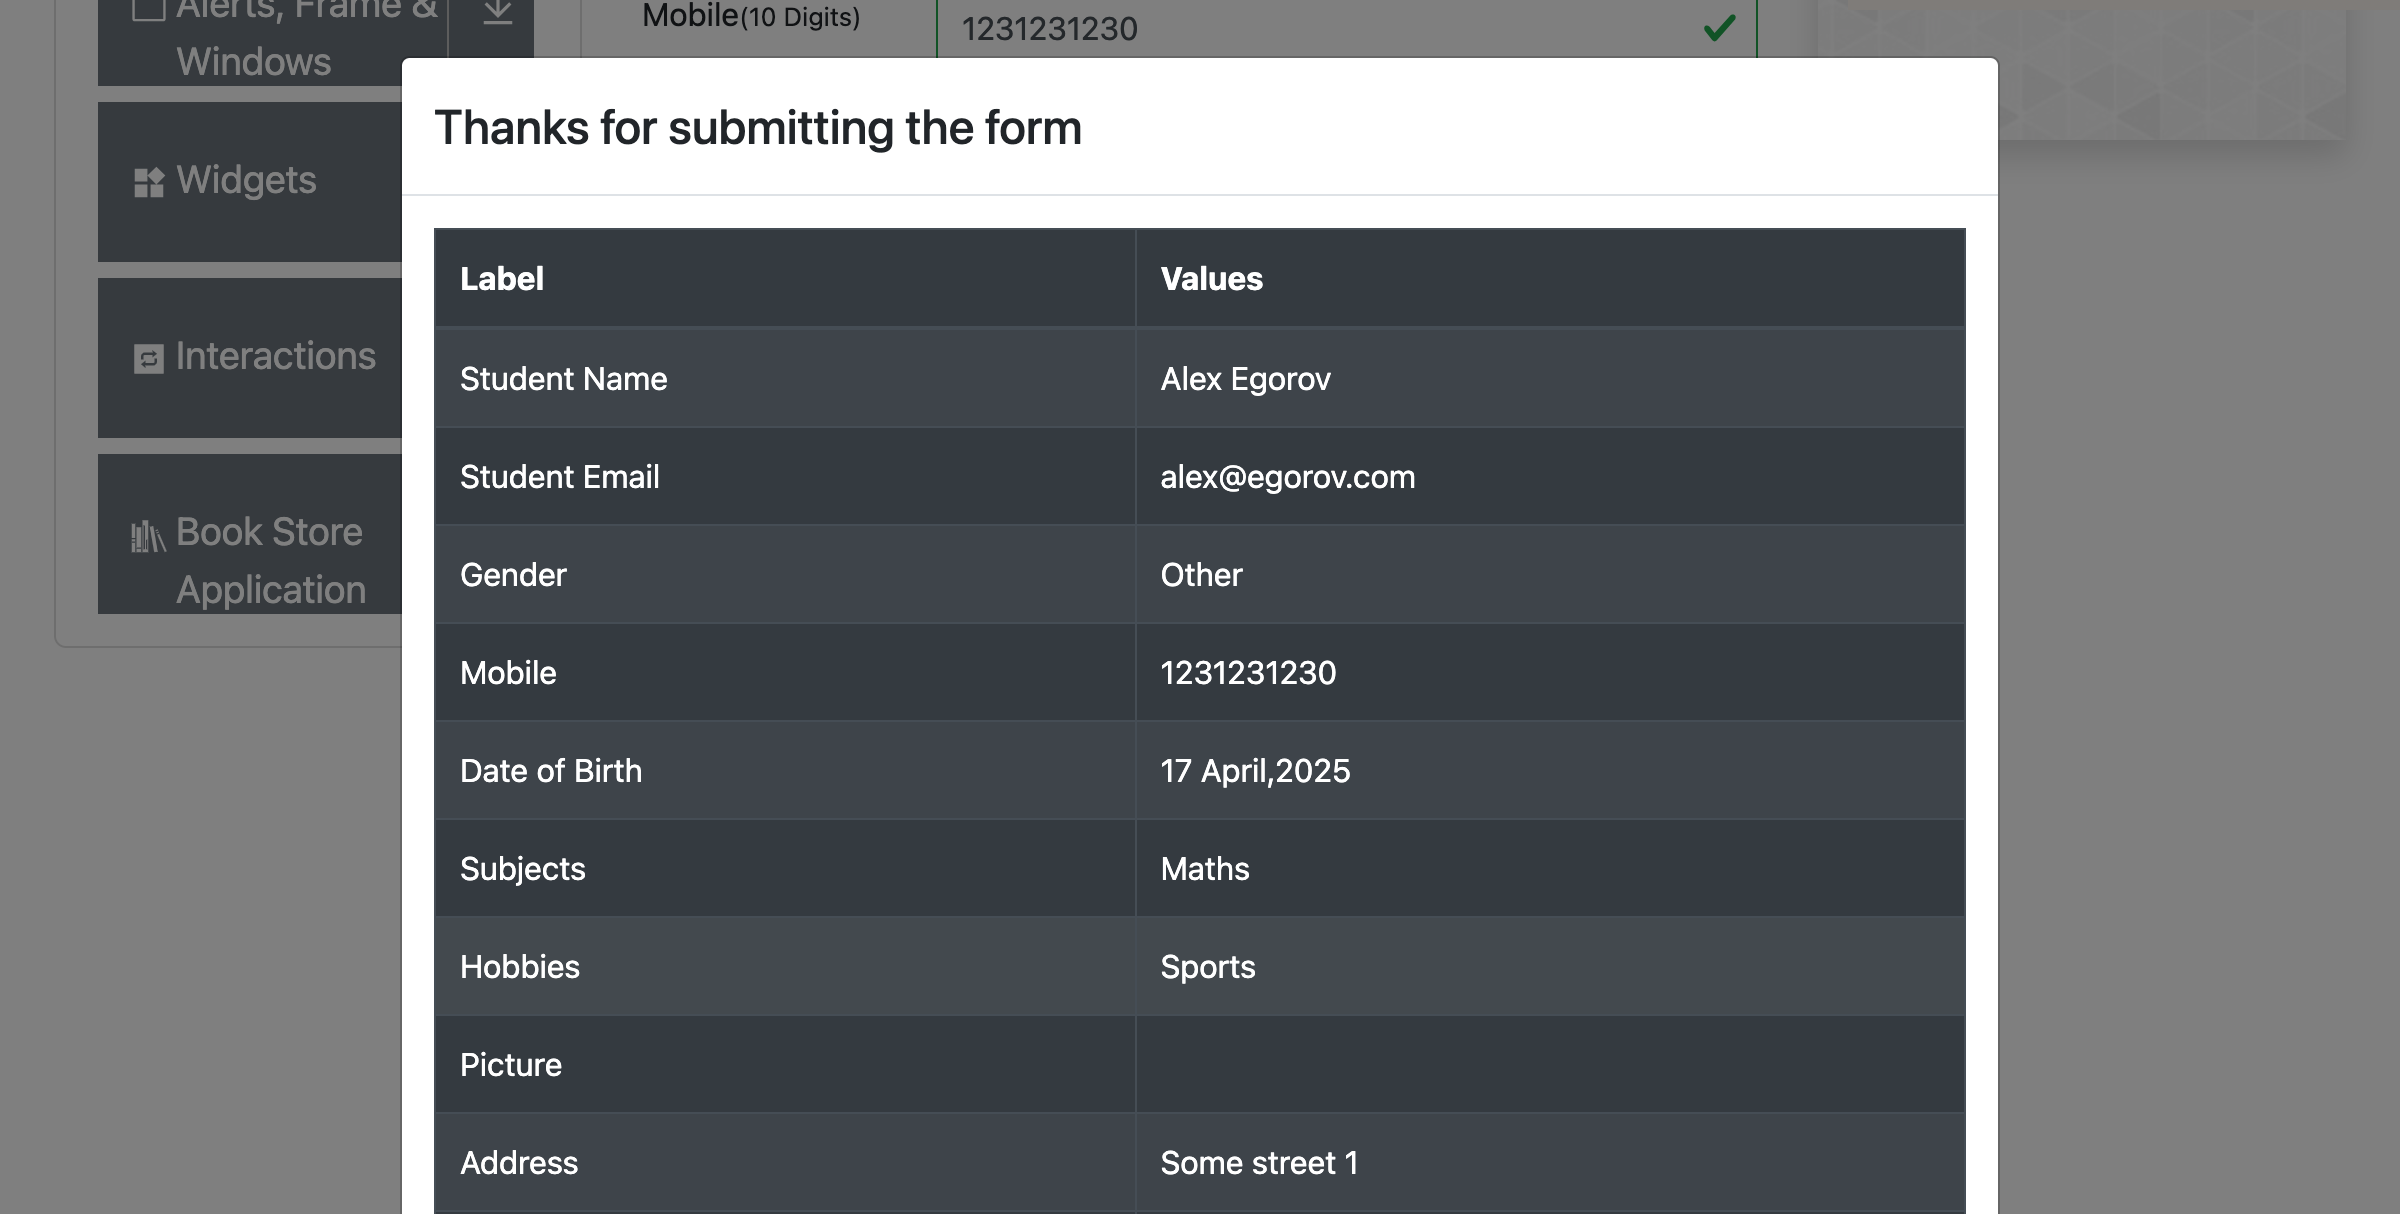 Alerts, Frame &
Windows
Widgets
Interactions
Book Store
Application
Mobile(10 Digits)
1231231230
Thanks for submitting the form
Label Values
Student Name Alex Egorov
Student Email alex@egorov.com
Gender Other
Mobile 1231231230
Date of Birth 17 April,2025
Subjects Maths
Hobbies Sports
Picture
Address Some street 1